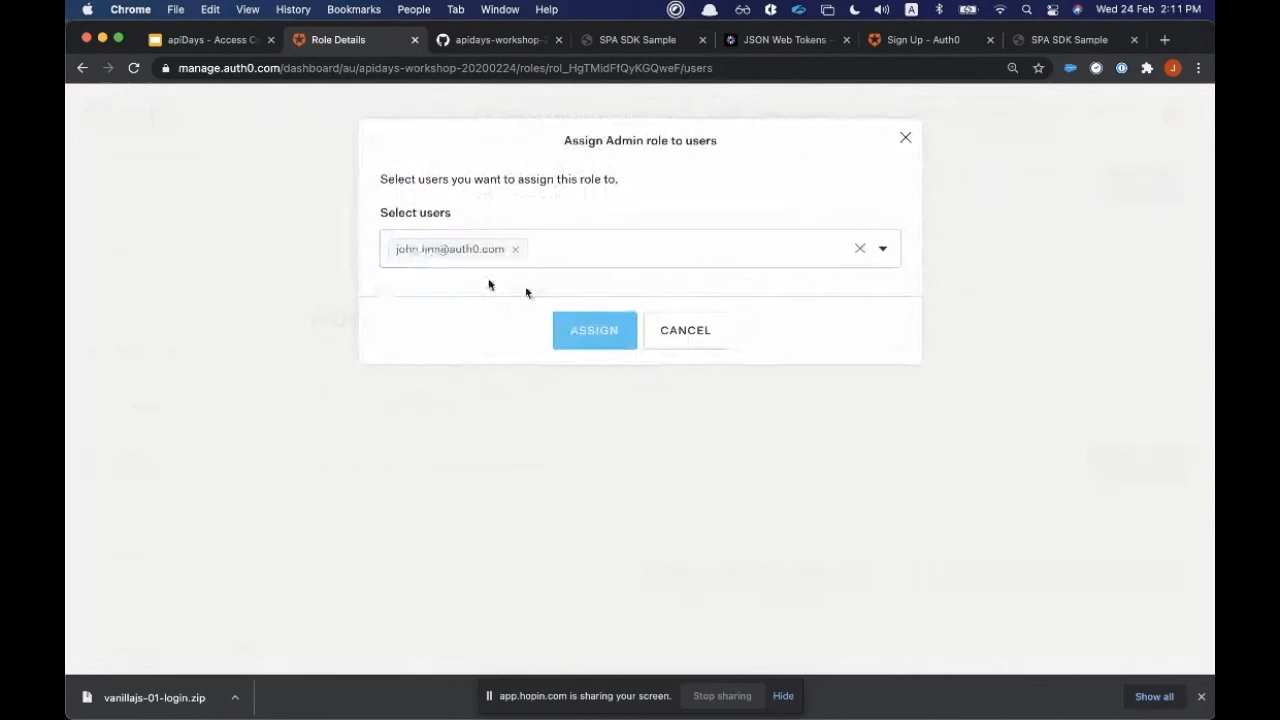 Chrome File Edit View History Bookmarks People Tab Window Help A Wed 24 Feb 2:11 PM
apiDays - Access C Role Details apidays-workshop-2 SPA SDK Sample JSON Web Tokens - Sign Up - Auth0 SPA SDK Sample
manage.auth0.com/dashboard/au/apidays-workshop-20200224/roles/rol_HgTMidFfQyKGQweF/users J
Assign Admin role to users
Select users you want to assign this role to.
Select users
ASSIGN CANCEL
vanillajs-01-login.zip
app.hopin.com is sharing your screen. Stop sharing Hide
Show all